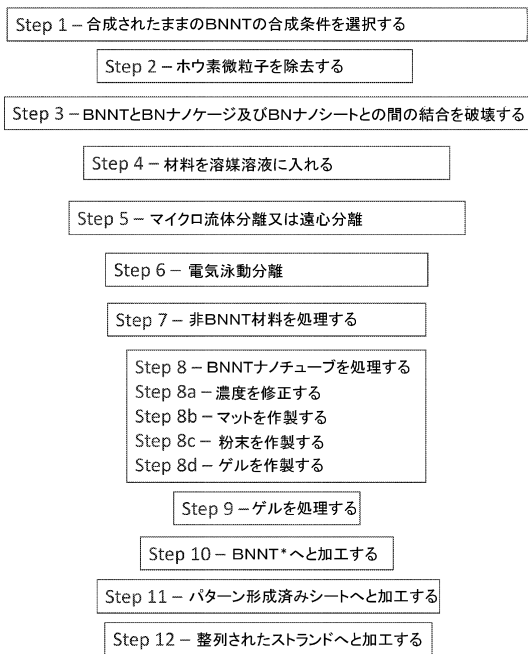 Step 1 – 合成されたままのBNNTの合成条件を選択する
Step 2 – ホウ素微粒子を除去する
Step 3 – BNNTとBNナノケージ及びBNナノシートとの間の結合を破壊する
Step 4 – 材料を溶媒溶液に入れる
Step 5 – マイクロ流体分離又は遠心分離
Step 6 – 電気泳動分離
Step 7 – 非BNNT材料を処理する
Step 8 – BNNTナノチューブを処理する
Step 8a – 濃度を修正する
Step 8b – マットを作製する
Step 8c – 粉末を作製する
Step 8d – ゲルを作製する
Step 9 – ゲルを処理する
Step 10 – BNNT*へと加工する
Step 11 – パターン形成済みシートへと加工する
Step 12 – 整列されたストランドへと加工する